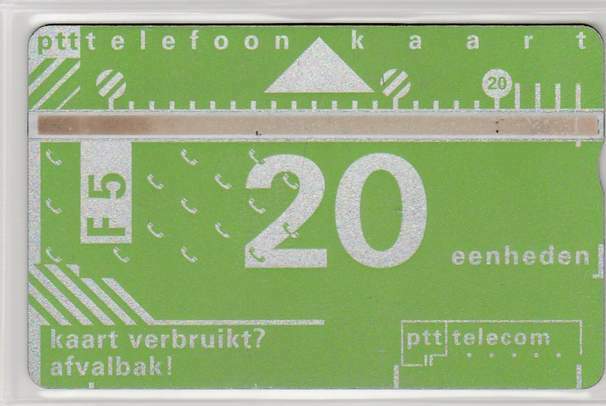 ptt telefoon kaart
20
F5
20
eenheden
kaart verbruikt?
afvalbak!
ptt telecom